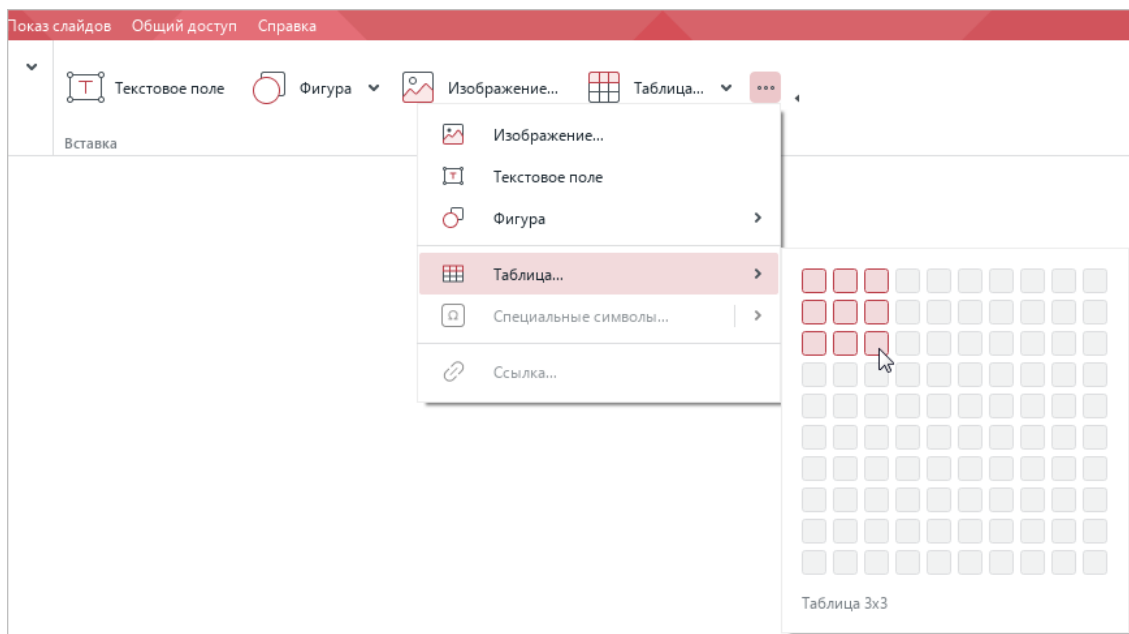 Показ слайдов Общий доступ Справка
Текстовое поле Фигура Изображение... Таблица...
Вставка
Изображение...
Текстовое поле
Фигура
Таблица...
Специальные символы...
Ссылка...
Таблица 3x3